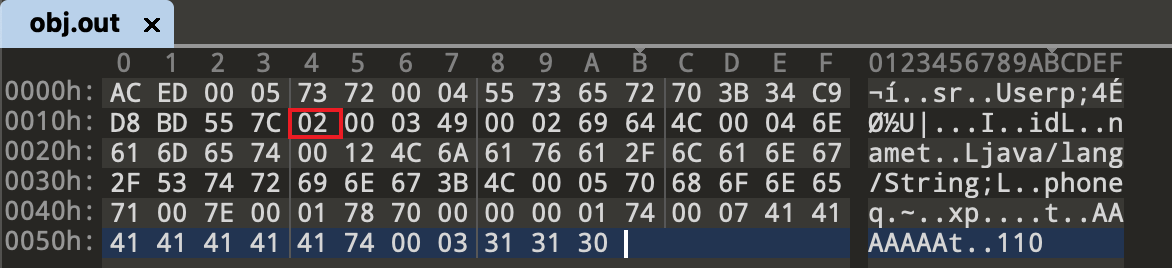 obj.out ×
0 1 2 3 4 5 6 7 8 9 A B C D E F 0123456789ABCDEF
0000h: AC ED 00 05 73 72 00 04 55 73 65 72 70 3B 34 C9 ¬í..sr..Userp;4É
0010h: D8 BD 55 7C 02 00 03 49 00 02 69 64 4C 00 04 6E Ø½U|...I..idL..n
0020h: 61 6D 65 74 00 12 4C 6A 61 76 61 2F 6C 61 6E 67 amet..Ljava/lang
0030h: 2F 53 74 72 69 6E 67 3B 4C 00 05 70 68 6F 6E 65 /String;L..phone
0040h: 71 00 7E 00 01 78 70 00 00 00 01 74 00 07 41 41 q.~..xp....t..AA
0050h: 41 41 41 41 41 74 00 03 31 31 30 AAAAAt..110